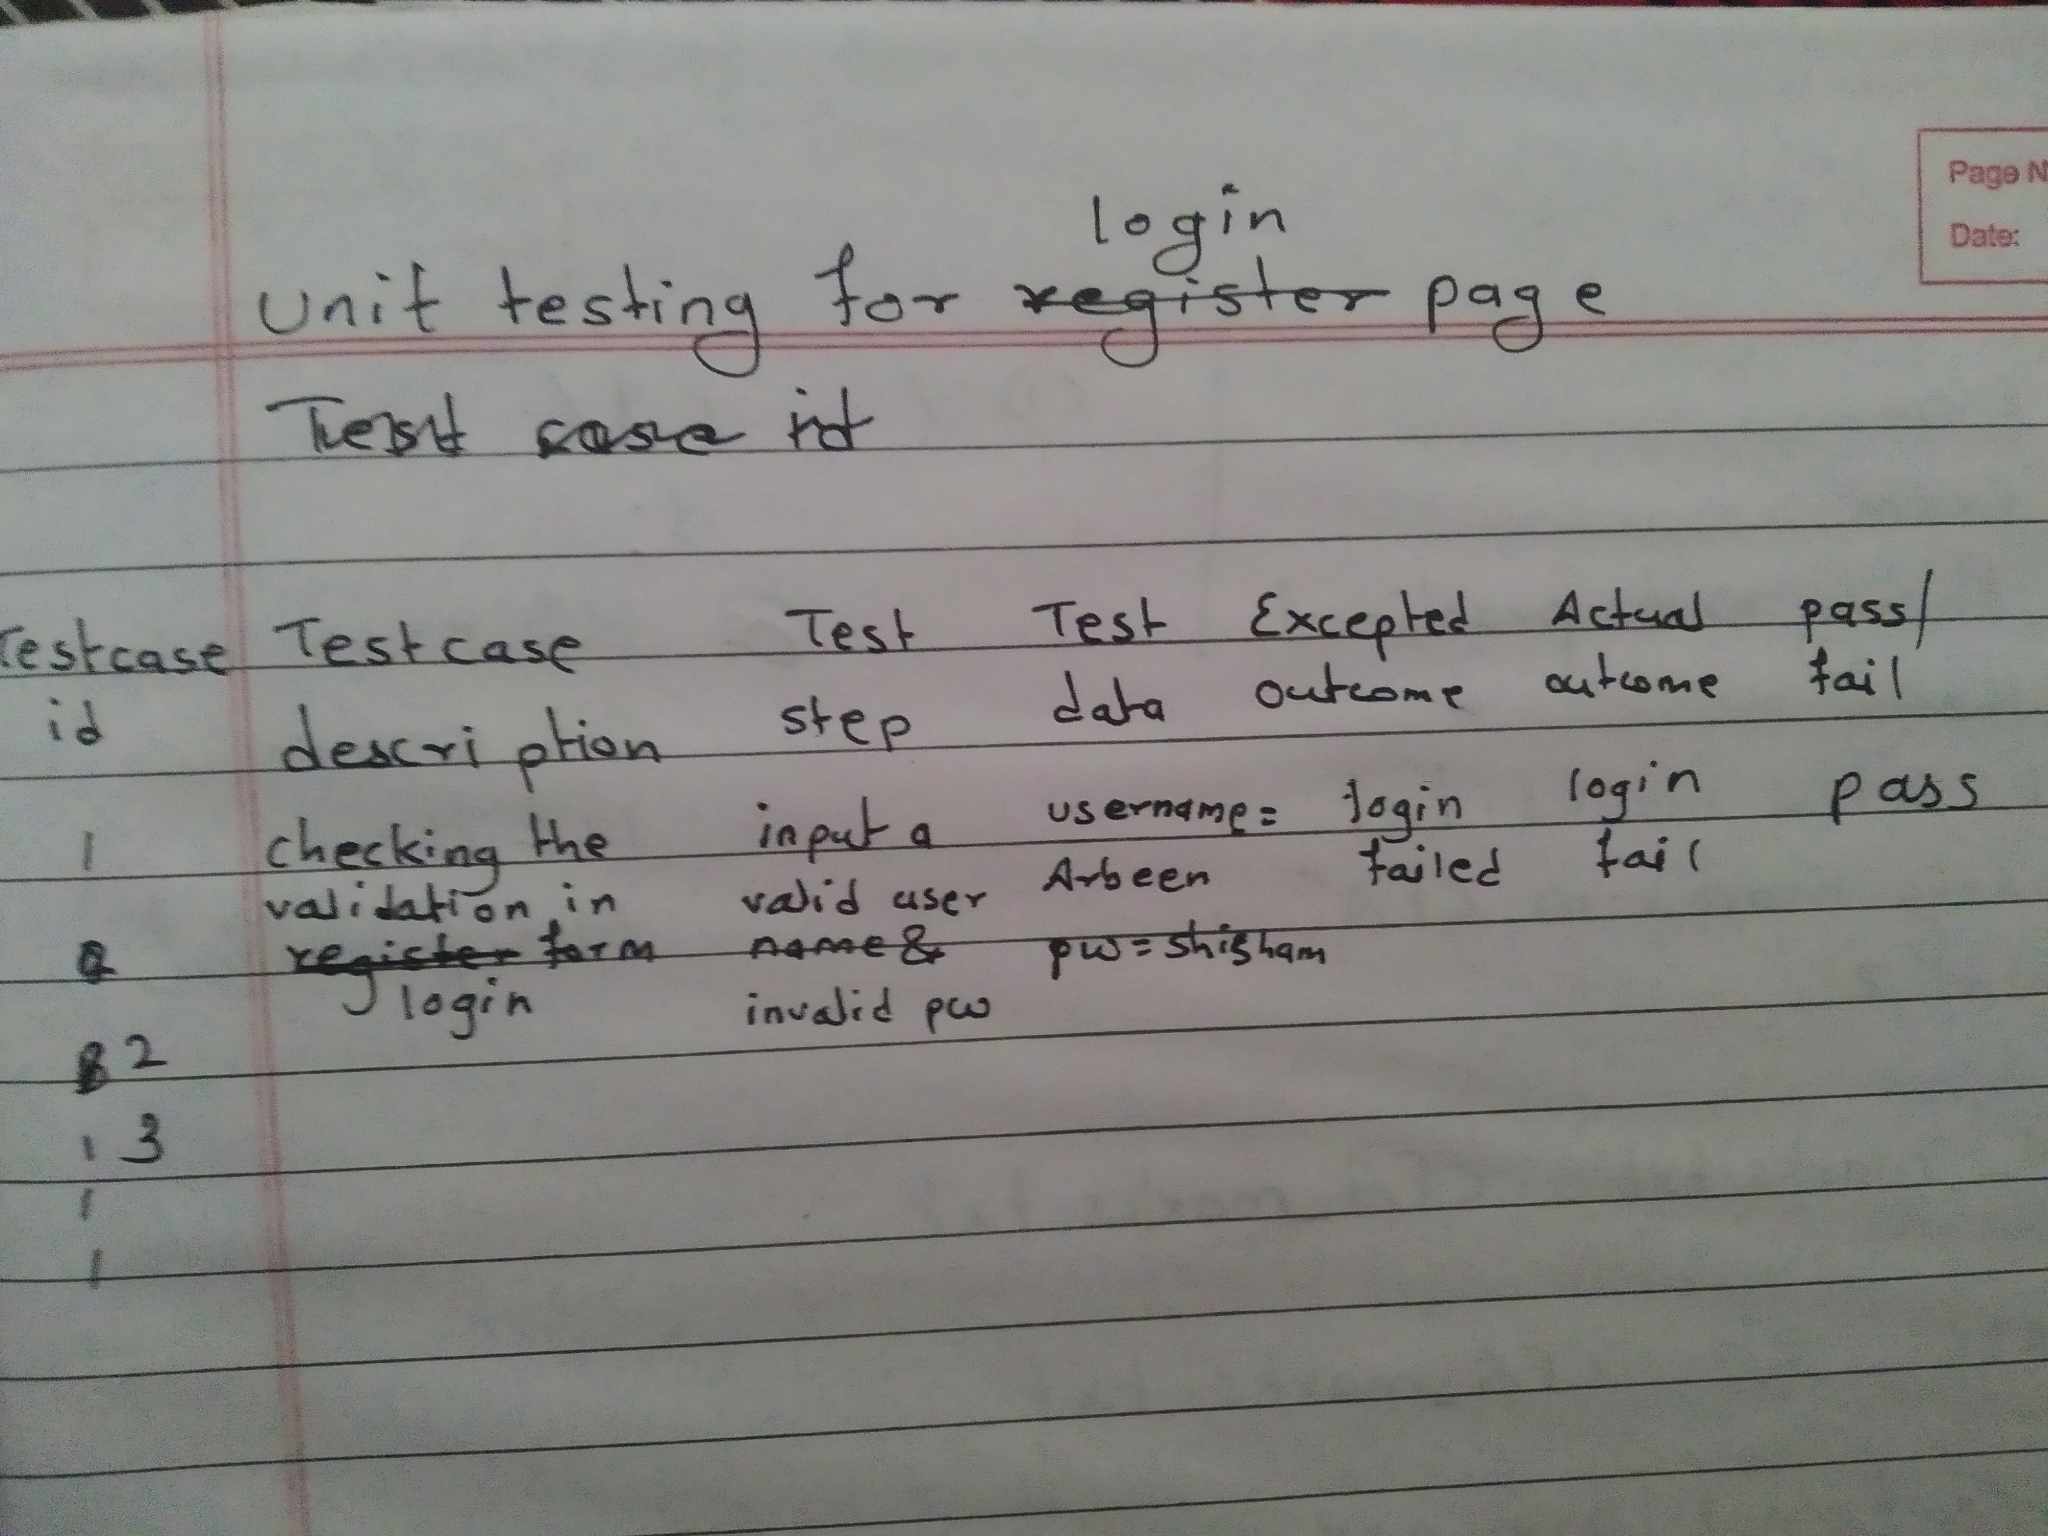 Page N
Date:
login
Unit testing for register page
Test case id
Testcase Testcase Test Test Excepted Actual pass/
id description step data outcome outcome fail
1 checking the input a username= login login pass
validation in valid user Arbeen failed fail
register form name & pw = shisham
login invalid pw
2
3
1
1